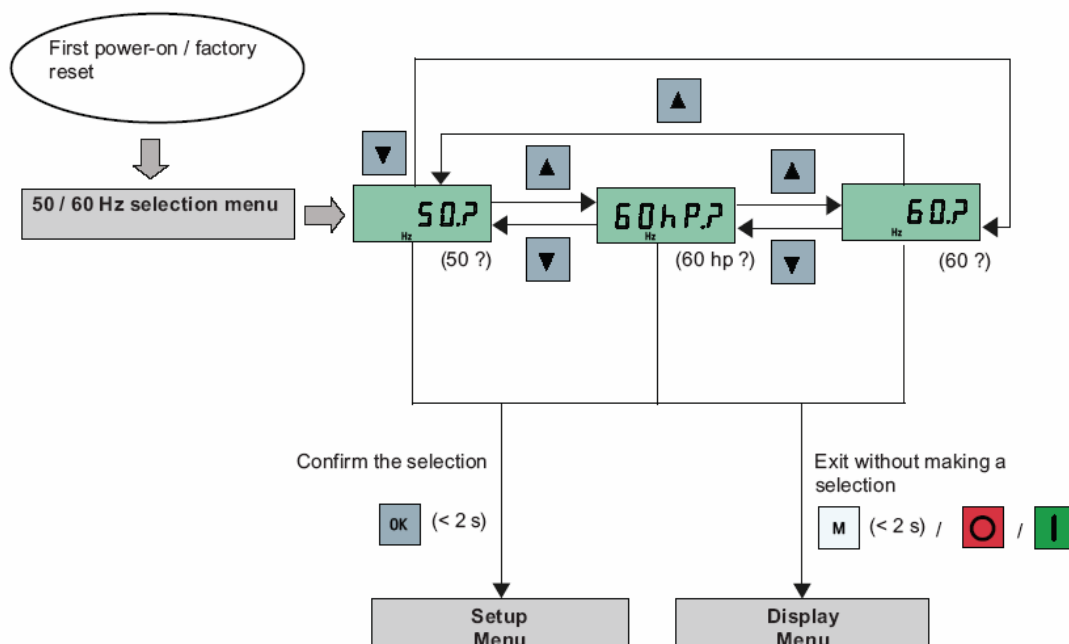 First power-on / factory
reset
50 / 60 Hz selection menu
50.?
Hz
(50 ?)
60hP.?
Hz
(60 hp ?)
60.?
Hz
(60 ?)
Confirm the selection
OK (< 2 s)
Exit without making a
selection
M (< 2 s) / /
Setup
Menu
Display
Menu